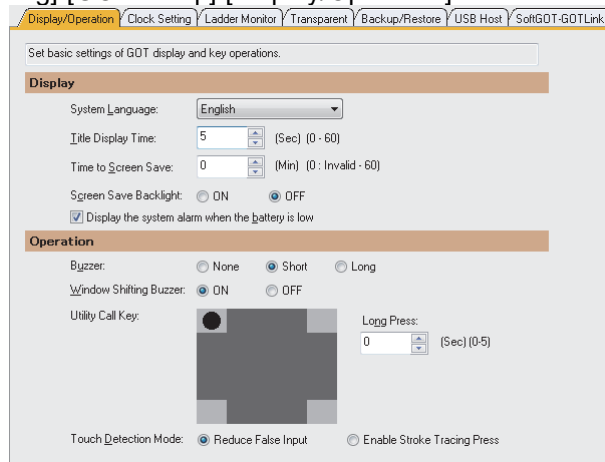 Display/Operation Clock Setting Ladder Monitor Transparent Backup/Restore USB Host SoftGOT-GOTLink
Set basic settings of GOT display and key operations.
Display
System Language: English
Title Display Time: 5 (Sec) (0 - 60)
Time to Screen Save: 0 (Min) (0 : Invalid - 60)
Screen Save Backlight: ON OFF
Display the system alarm when the battery is low
Operation
Buzzer: None Short Long
Window Shifting Buzzer: ON OFF
Utility Call Key: Long Press:
0 (Sec) (0-5)
Touch Detection Mode: Reduce False Input Enable Stroke Tracing Press